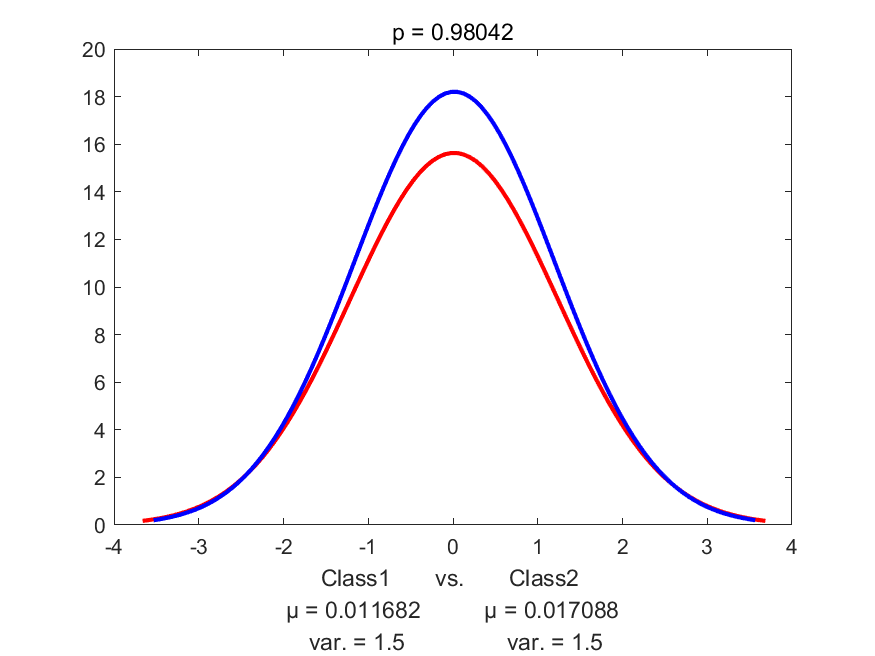 p = 0.98042
20
18
16
14
12
10
8
6
4
2
0
-4 -3 -2 -1 0 1 2 3 4
Class1 vs. Class2
μ = 0.011682 μ = 0.017088
var. = 1.5 var. = 1.5